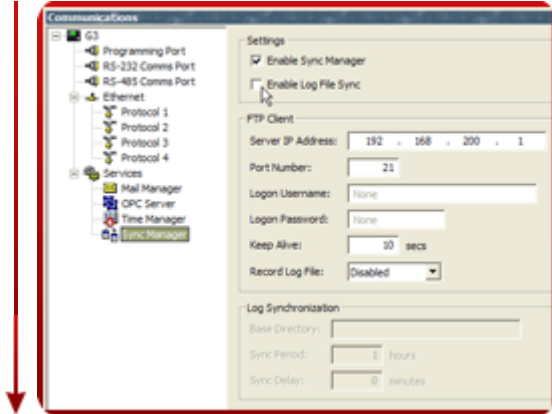 Communications
G3
Programming Port
RS-232 Comms Port
RS-485 Comms Port
Ethernet
Protocol 1
Protocol 2
Protocol 3
Protocol 4
Services
Mail Manager
OPC Server
Time Manager
Sync Manager
Settings
Enable Sync Manager
Enable Log File Sync
FTP Client
Server IP Address: 192 . 168 . 200 . 1
Port Number: 21
Logon Username: None
Logon Password: None
Keep Alive: 10 secs
Record Log File: Disabled
Log Synchronization
Base Directory:
Sync Period: 1 hours
Sync Delay: 0 minutes